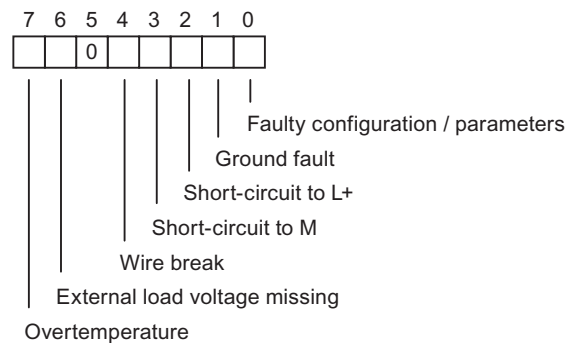 7 6 5 4 3 2 1 0
0
Faulty configuration / parameters
Ground fault
Short-circuit to L+
Short-circuit to M
Wire break
External load voltage missing
Overtemperature